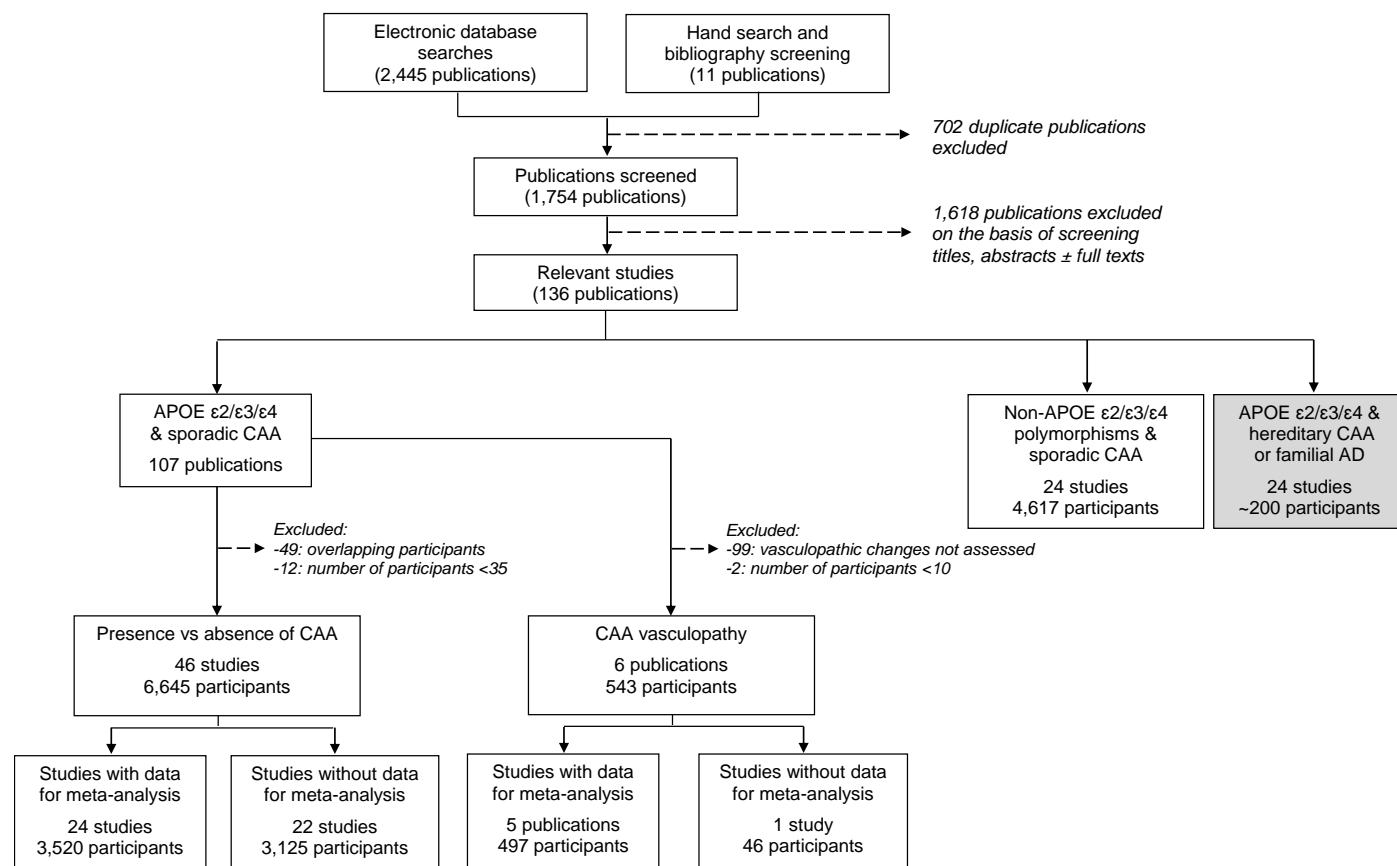 Electronic database
searches
(2,445 publications)
Hand search and
bibliography screening
(11 publications)
702 duplicate publications
excluded
Publications screened
(1,754 publications)
1,618 publications excluded
on the basis of screening
titles, abstracts ± full texts
Relevant studies
(136 publications)
APOE ε2/ε3/ε4
& sporadic CAA
107 publications
Non-APOE ε2/ε3/ε4
polymorphisms &
sporadic CAA
24 studies
4,617 participants
APOE ε2/ε3/ε4 &
hereditary CAA
or familial AD
24 studies
~200 participants
Excluded:
-49: overlapping participants
-12: number of participants <35
Excluded:
-99: vasculopathic changes not assessed
-2: number of participants <10
Presence vs absence of CAA
46 studies
6,645 participants
CAA vasculopathy
6 publications
543 participants
Studies with data
for meta-analysis
24 studies
3,520 participants
Studies without data
for meta-analysis
22 studies
3,125 participants
Studies with data
for meta-analysis
5 publications
497 participants
Studies without data
for meta-analysis
1 study
46 participants